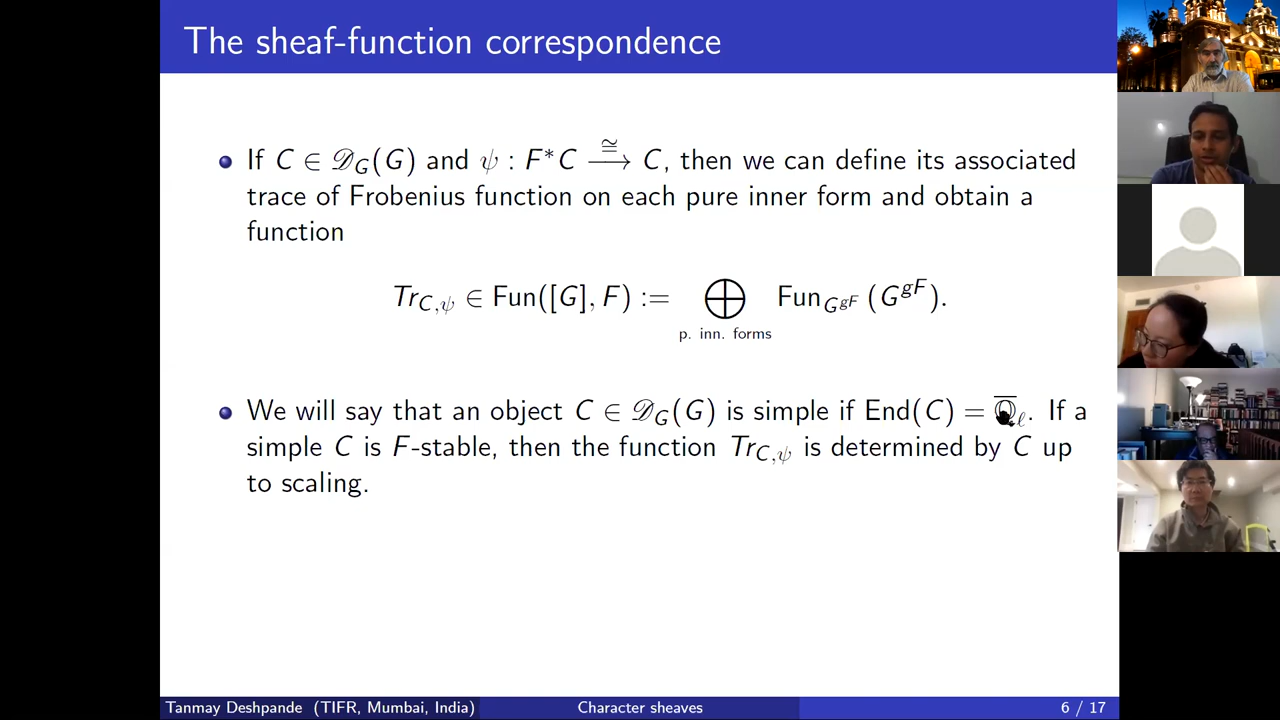 The sheaf-function correspondence
If C ∈ 𝒟_G(G) and ψ : F*C ≅⟶ C, then we can define its associated
trace of Frobenius function on each pure inner form and obtain a
function
Tr_{C,ψ} ∈ Fun([G], F) := ⨁_{p. inn. forms} Fun_{G^{gF}} (G^{gF}).
We will say that an object C ∈ 𝒟_G(G) is simple if End(C) = ℚ̅_ℓ. If a
simple C is F-stable, then the function Tr_{C,ψ} is determined by C up
to scaling.
Tanmay Deshpande (TIFR, Mumbai, India) Character sheaves 6 / 17